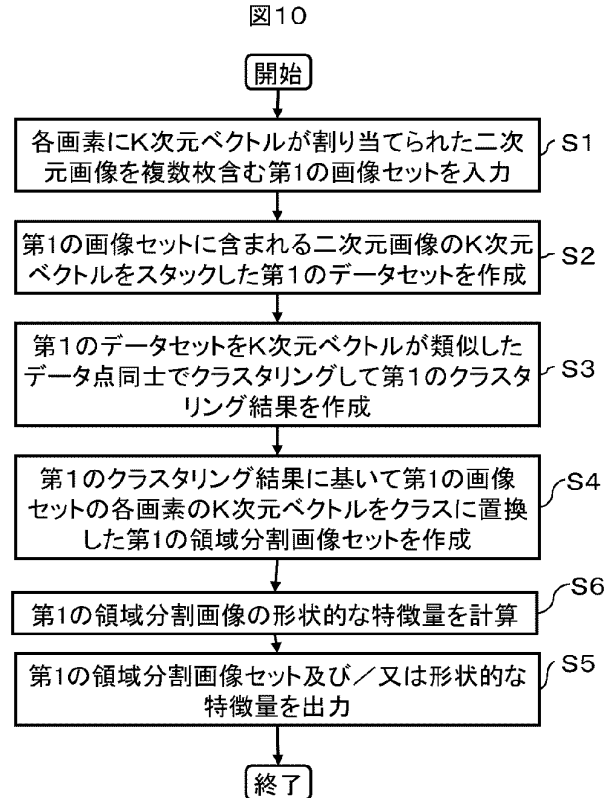 図10
開始
各画素にK次元ベクトルが割り当てられた二次
元画像を複数枚含む第1の画像セットを入力
S1
第1の画像セットに含まれる二次元画像のK次元
ベクトルをスタックした第1のデータセットを作成
S2
第1のデータセットをK次元ベクトルが類似した
データ点同士でクラスタリングして第1のクラスタ
リング結果を作成
S3
第1のクラスタリング結果に基いて第1の画像
セットの各画素のK次元ベクトルをクラスに置換
した第1の領域分割画像セットを作成
S4
第1の領域分割画像の形状的な特徴量を計算
S6
第1の領域分割画像セット及び/又は形状的な
特徴量を出力
S5
終了